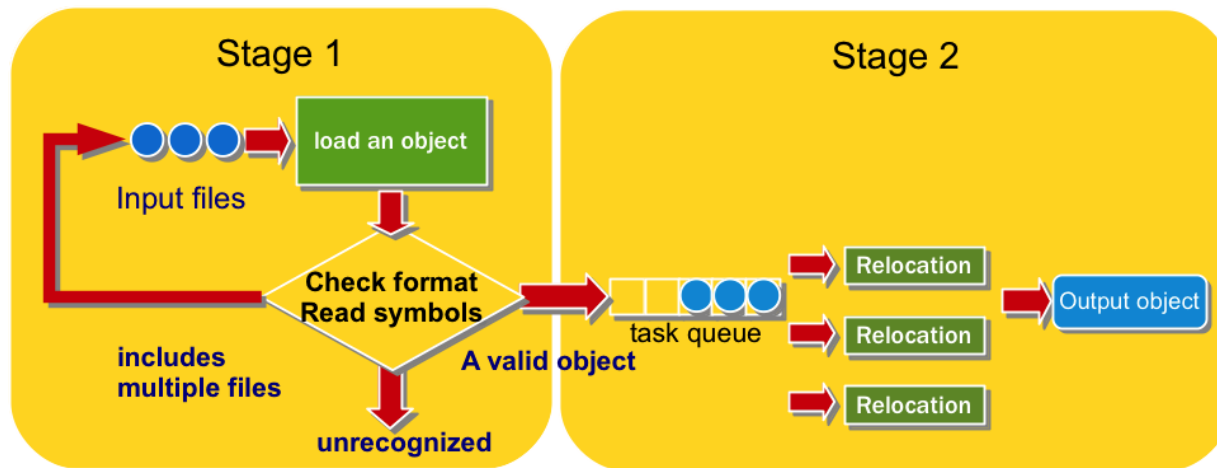 Stage 1
Input files
load an object
Check format
Read symbols
includes
multiple files
A valid object
unrecognized
Stage 2
task queue
Relocation
Relocation
Relocation
Output object